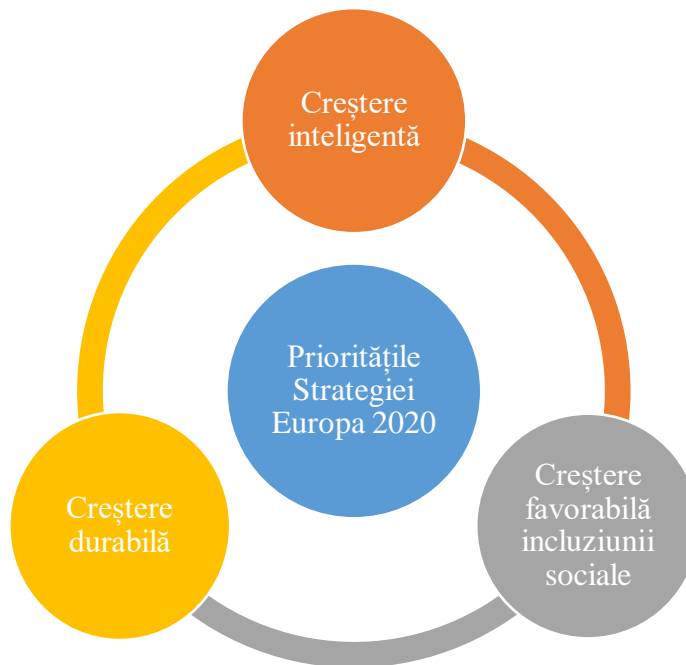 Creștere
inteligentă
Prioritățile
Strategiei
Europa 2020
Creștere
durabilă
Creștere
favorabilă
incluziunii
sociale